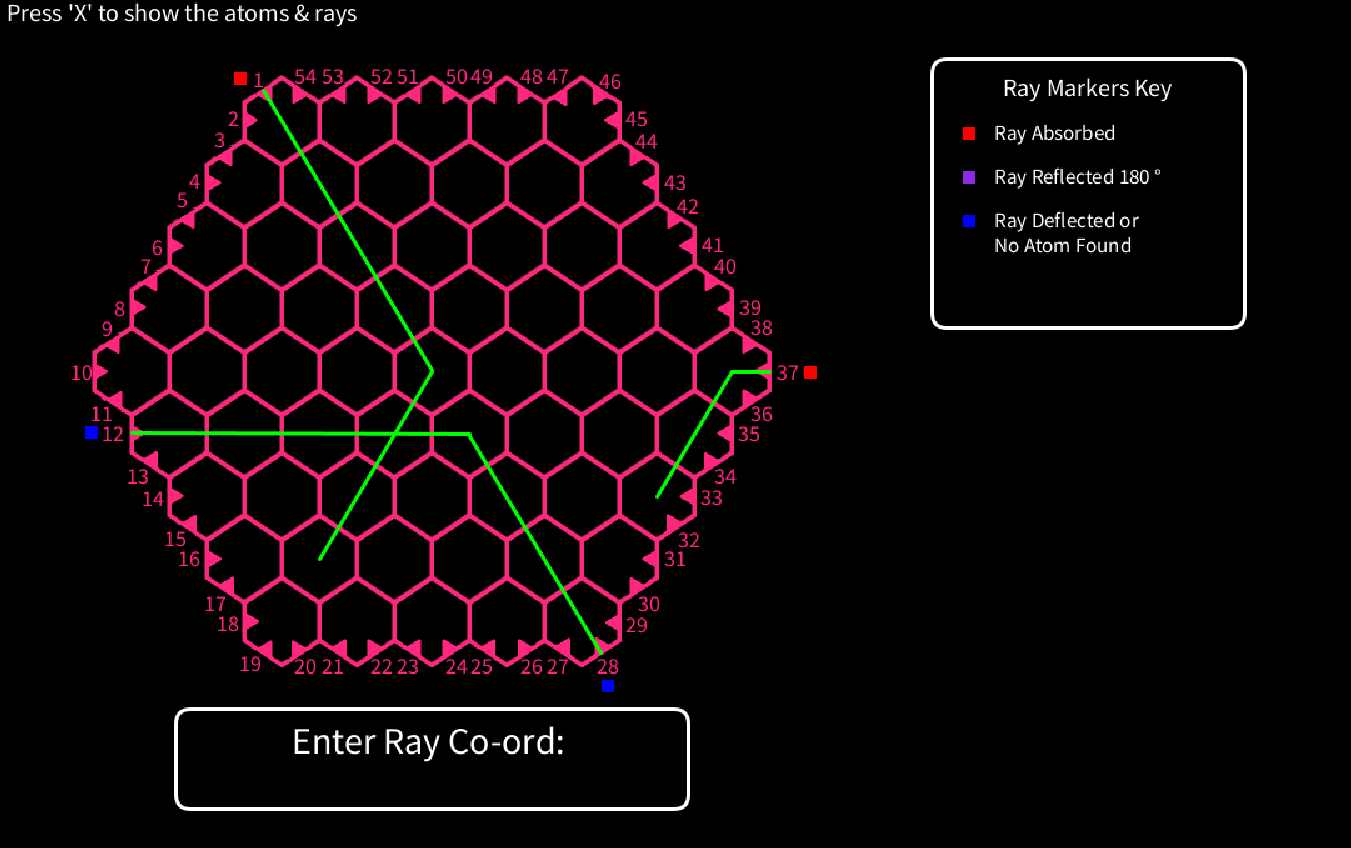 Press 'X' to show the atoms & rays
1 54 53 52 51 50 49 48 47 46
2 45
3 44
4 43
5 42
6 41
7 40
8 39
9 38
10 37
11 36
12 35
13 34
14 33
15 32
16 31
17 30
18 29
19 20 21 22 23 24 25 26 27 28
Ray Markers Key
Ray Absorbed
Ray Reflected 180 °
Ray Deflected or
No Atom Found
Enter Ray Co-ord: